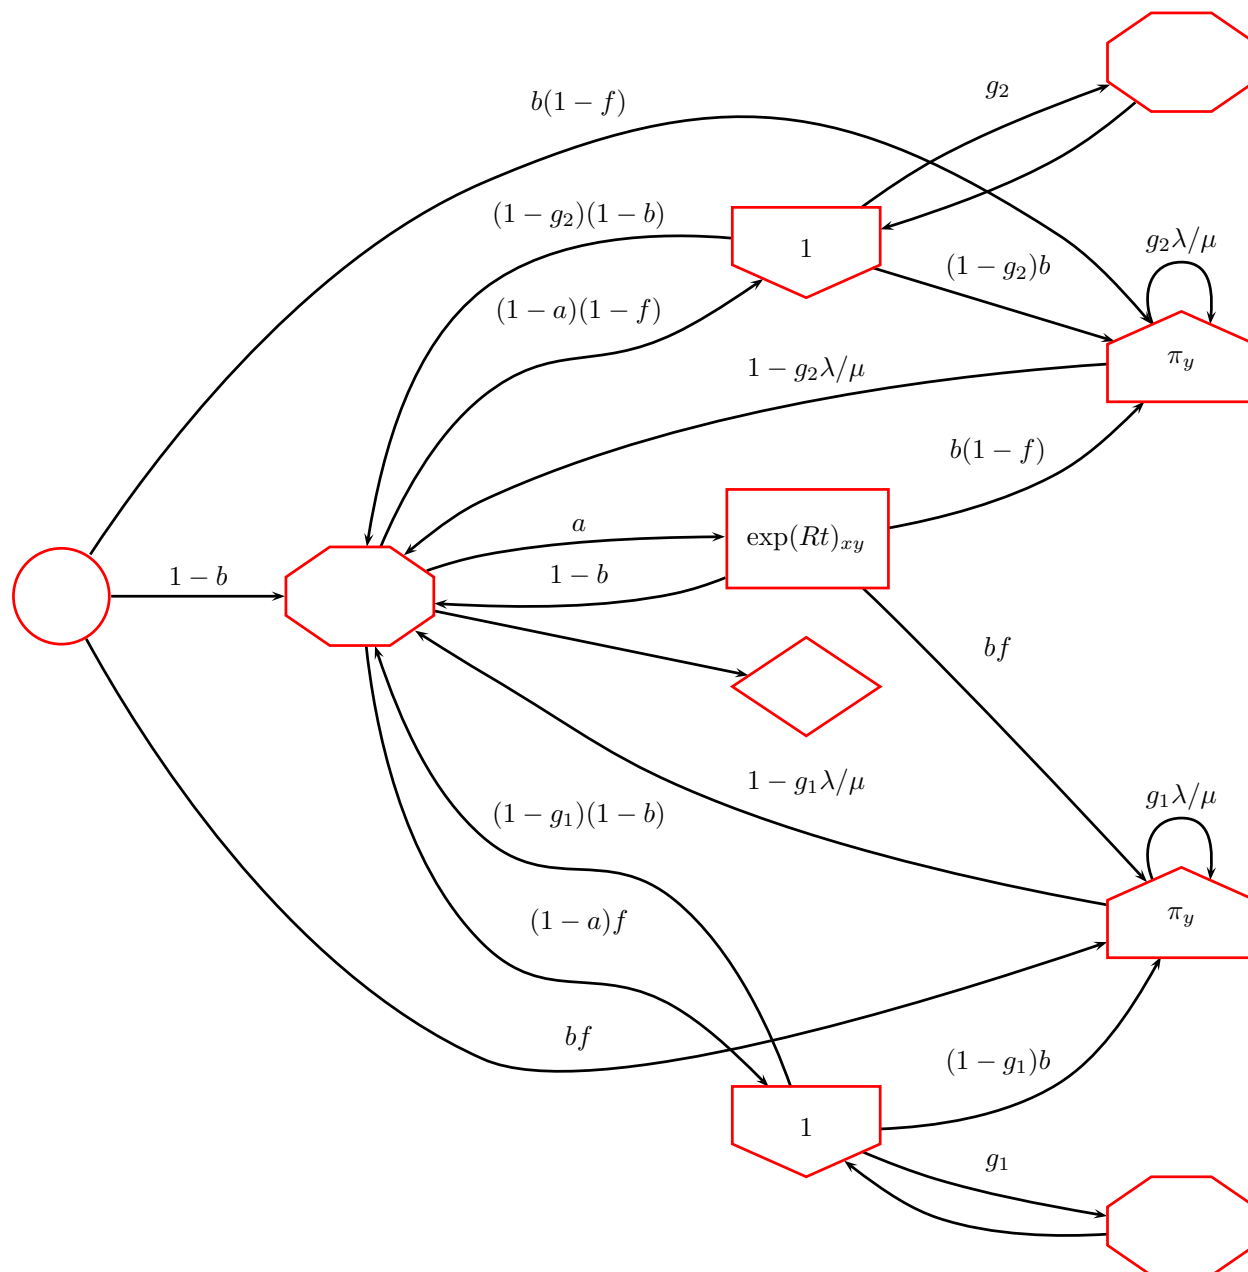 g₂
b(1 − f)
(1 − g₂)(1 − b)
1
g₂λ/μ
(1 − g₂)b
(1 − a)(1 − f)
π_y
1 − g₂λ/μ
b(1 − f)
a
exp(Rt)_{xy}
1 − b
1 − b
bf
1 − g₁λ/μ
g₁λ/μ
(1 − g₁)(1 − b)
π_y
(1 − a)f
bf
(1 − g₁)b
1
g₁